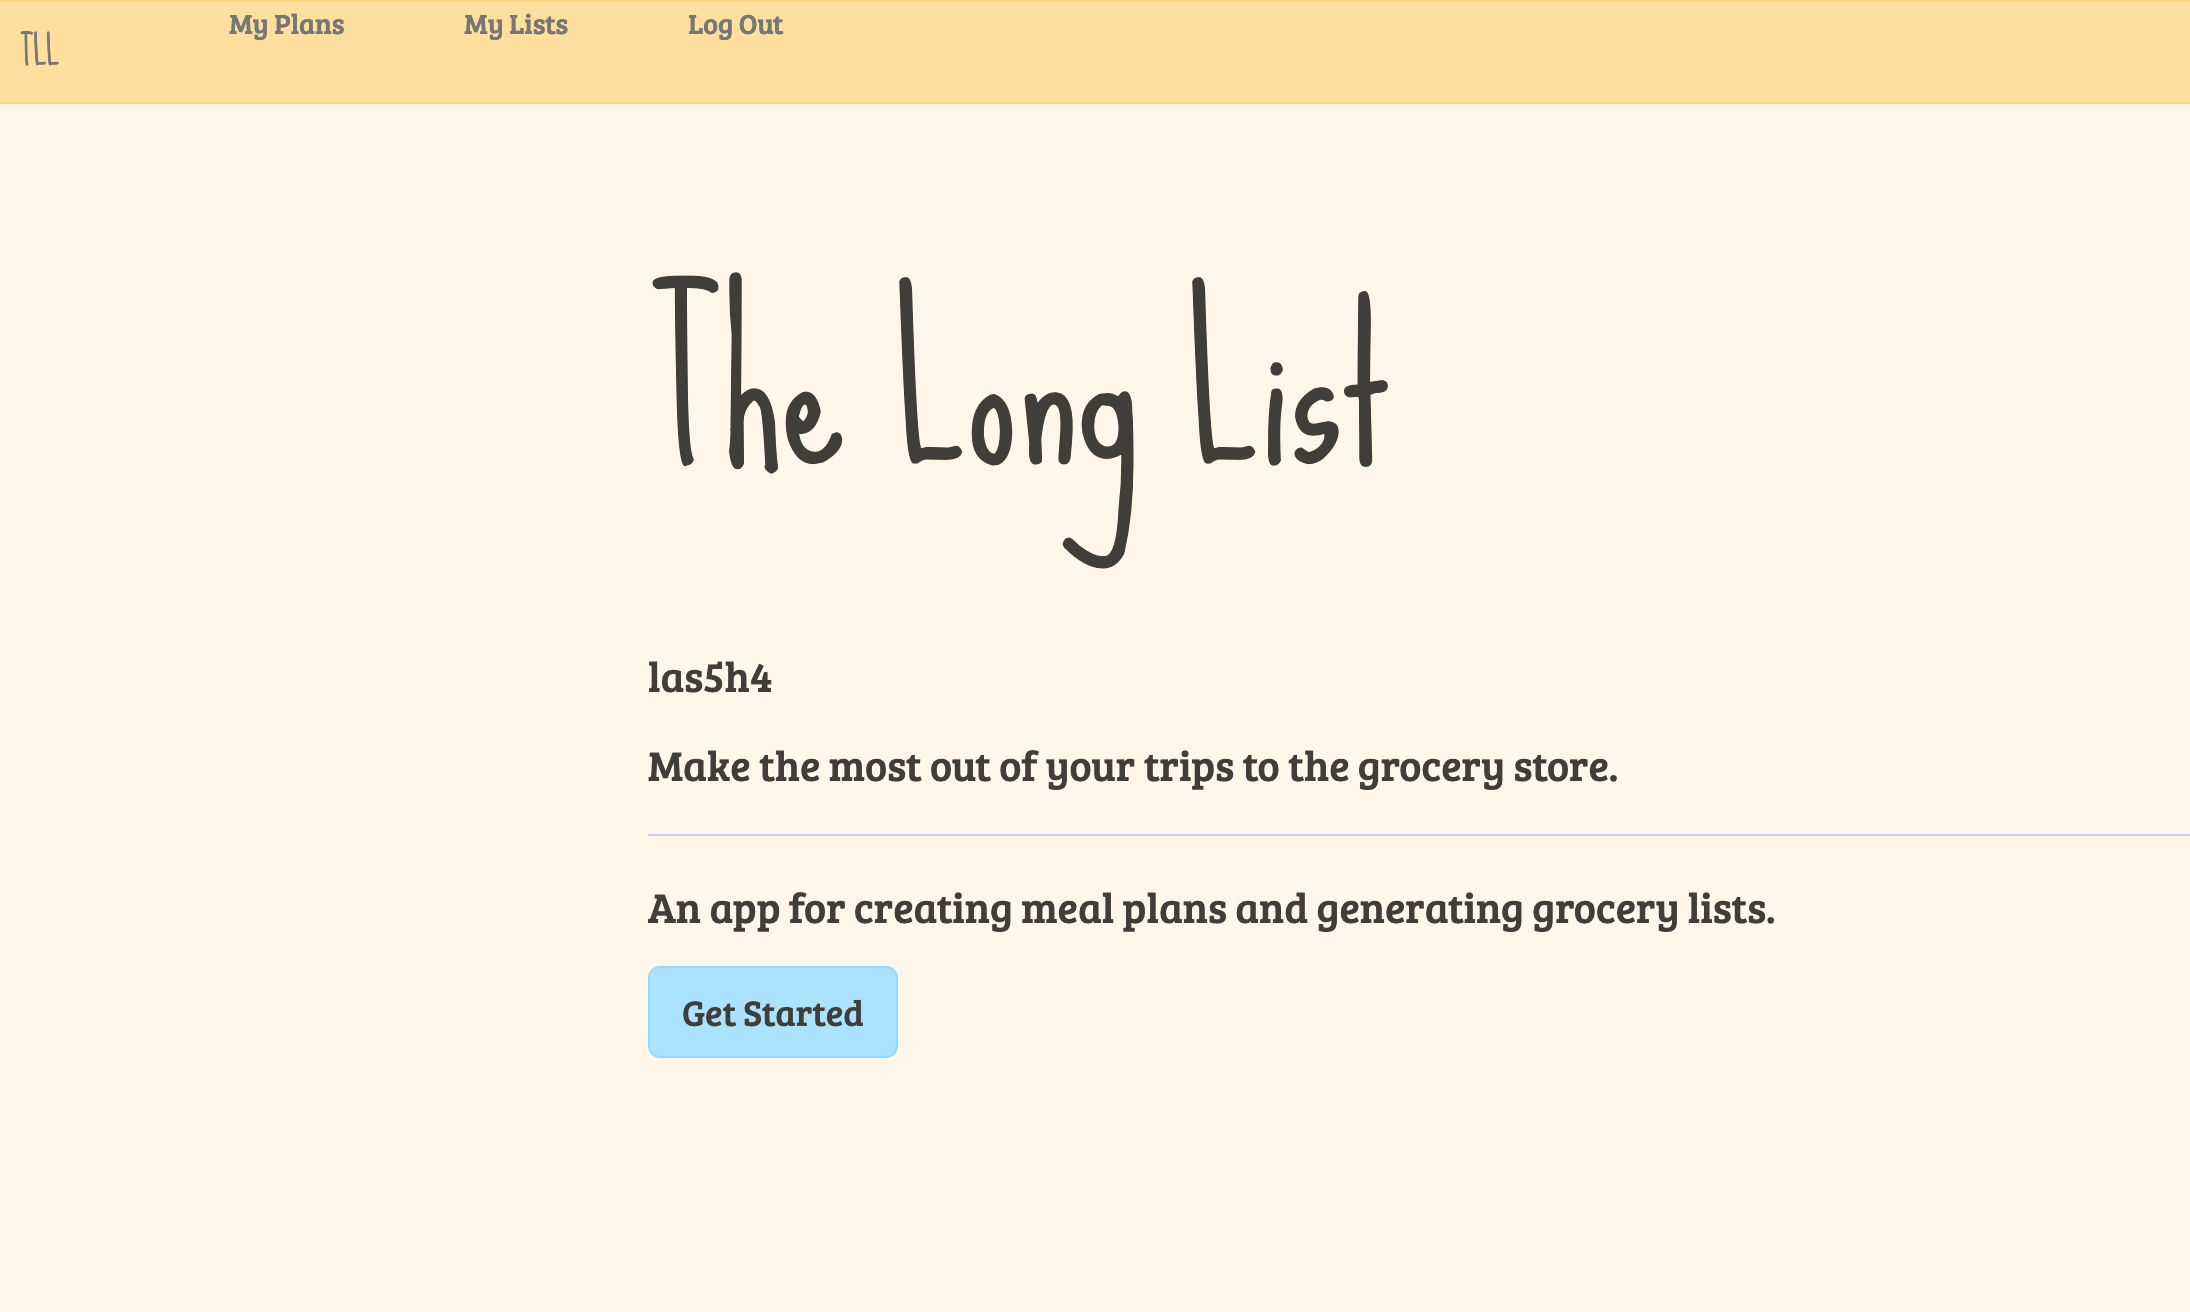 My Plans My Lists Log Out
TLL
The Long List
las5h4
Make the most out of your trips to the grocery store.
An app for creating meal plans and generating grocery lists.
Get Started